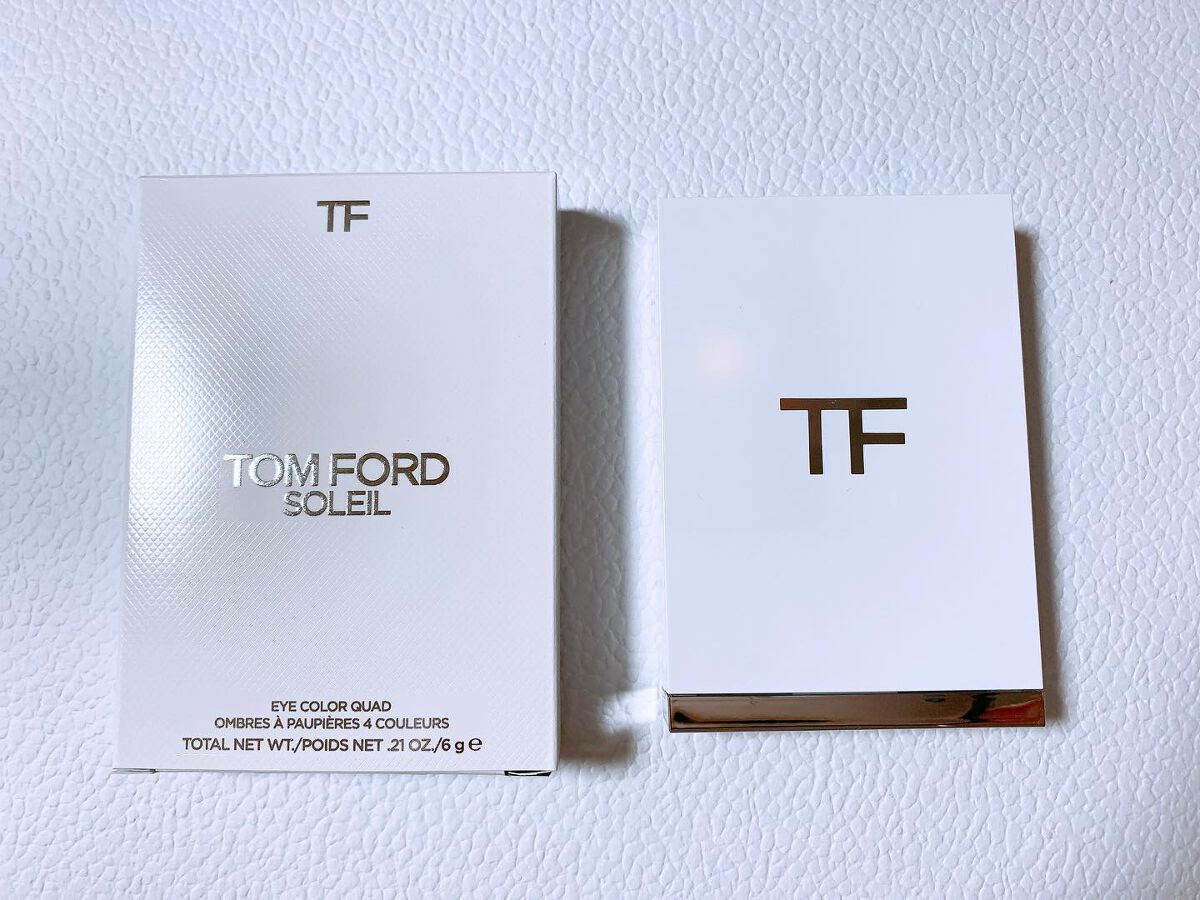 TF
TOM FORD
SOLEIL
EYE COLOR QUAD
OMBRES À PAUPIÈRES 4 COULEURS
TOTAL NET WT./POIDS NET .21 OZ./6 g ℮
TF